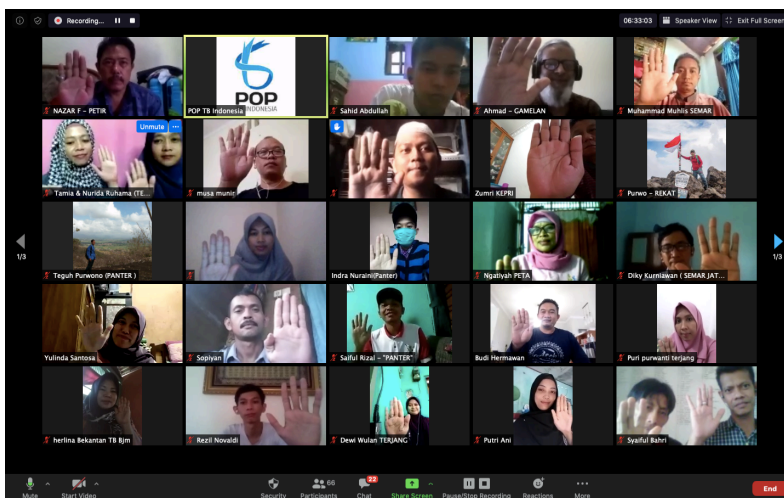 Recording...
06:33:03
Speaker View
Exit Full Screen
NAZAR F - PETIR
POP
INDONESIA
POP TB Indonesia
Sahid Abdullah
Ahmad - GAMELAN
Muhammad Muhlis SEMAR
Unmute
Tamia & Nurida Ruhama (TE...
musa munir
Zumri KEPRI
Purwo - REKAT
1/3
1/3
Teguh Purwono (PANTER )
Indra Nuraini(Panter)
Ngatiyah PETA
Diky Kurniawan ( SEMAR JAT...
Yulinda Santosa
Sopiyan
Saiful Rizal - "PANTER"
Budi Hermawan
Puri purwanti terjang
herlina Bekantan TB Bjm
Rezil Novaldi
Dewi Wulan TERJANG
Putri Ani
Syaiful Bahri
Mute
Start Video
Security
Participants
66
Chat
22
Share Screen
Pause/Stop Recording
Reactions
More
End